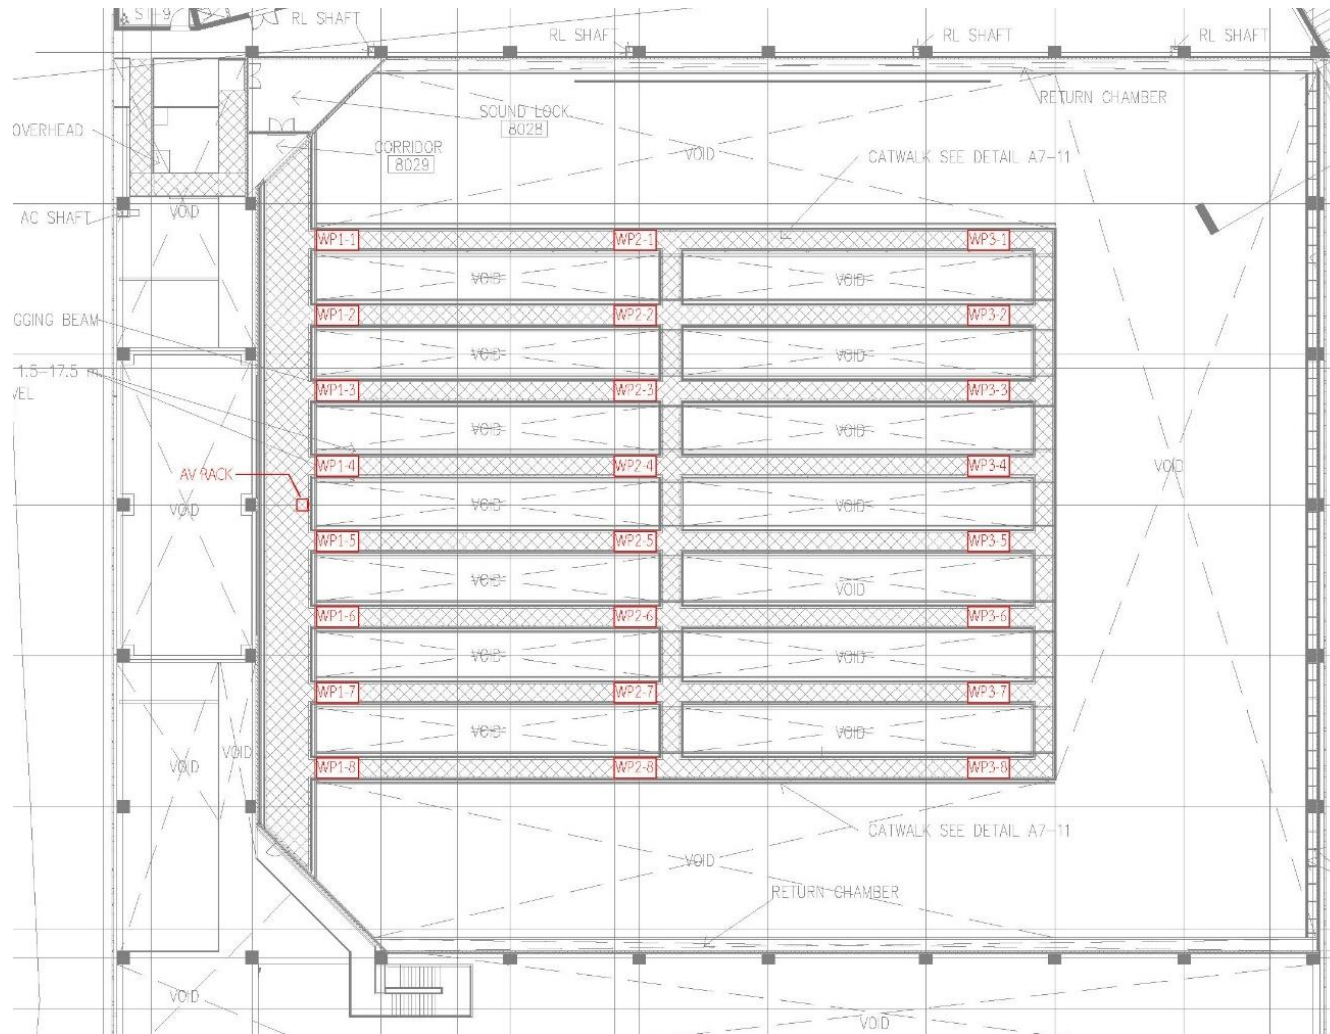 ST-9
RL SHAFT
RL SHAFT
RL SHAFT
RL SHAFT
RETURN CHAMBER
SOUND LOCK
8028
OVERHEAD
CORRIDOR
8029
VOID
CATWALK SEE DETAIL A7-11
AC SHAFT
VOID
WP1-1 WP2-1 WP3-1
VOID VOID
GGING BEAM
WP1-2 WP2-2 WP3-2
VOID VOID
1.5-17.5 m
VEL
WP1-3 WP2-3 WP3-3
VOID VOID
AV RACK
WP1-4 WP2-4 WP3-4
VOID
VOID VOID VOID
WP1-5 WP2-5 WP3-5
VOID VOID
WP1-6 WP2-6 WP3-6
VOID VOID
WP1-7 WP2-7 WP3-7
VOID VOID
VOID VOID
WP1-8 WP2-8 WP3-8
CATWALK SEE DETAIL A7-11
VOID
RETURN CHAMBER
VOID
VOID